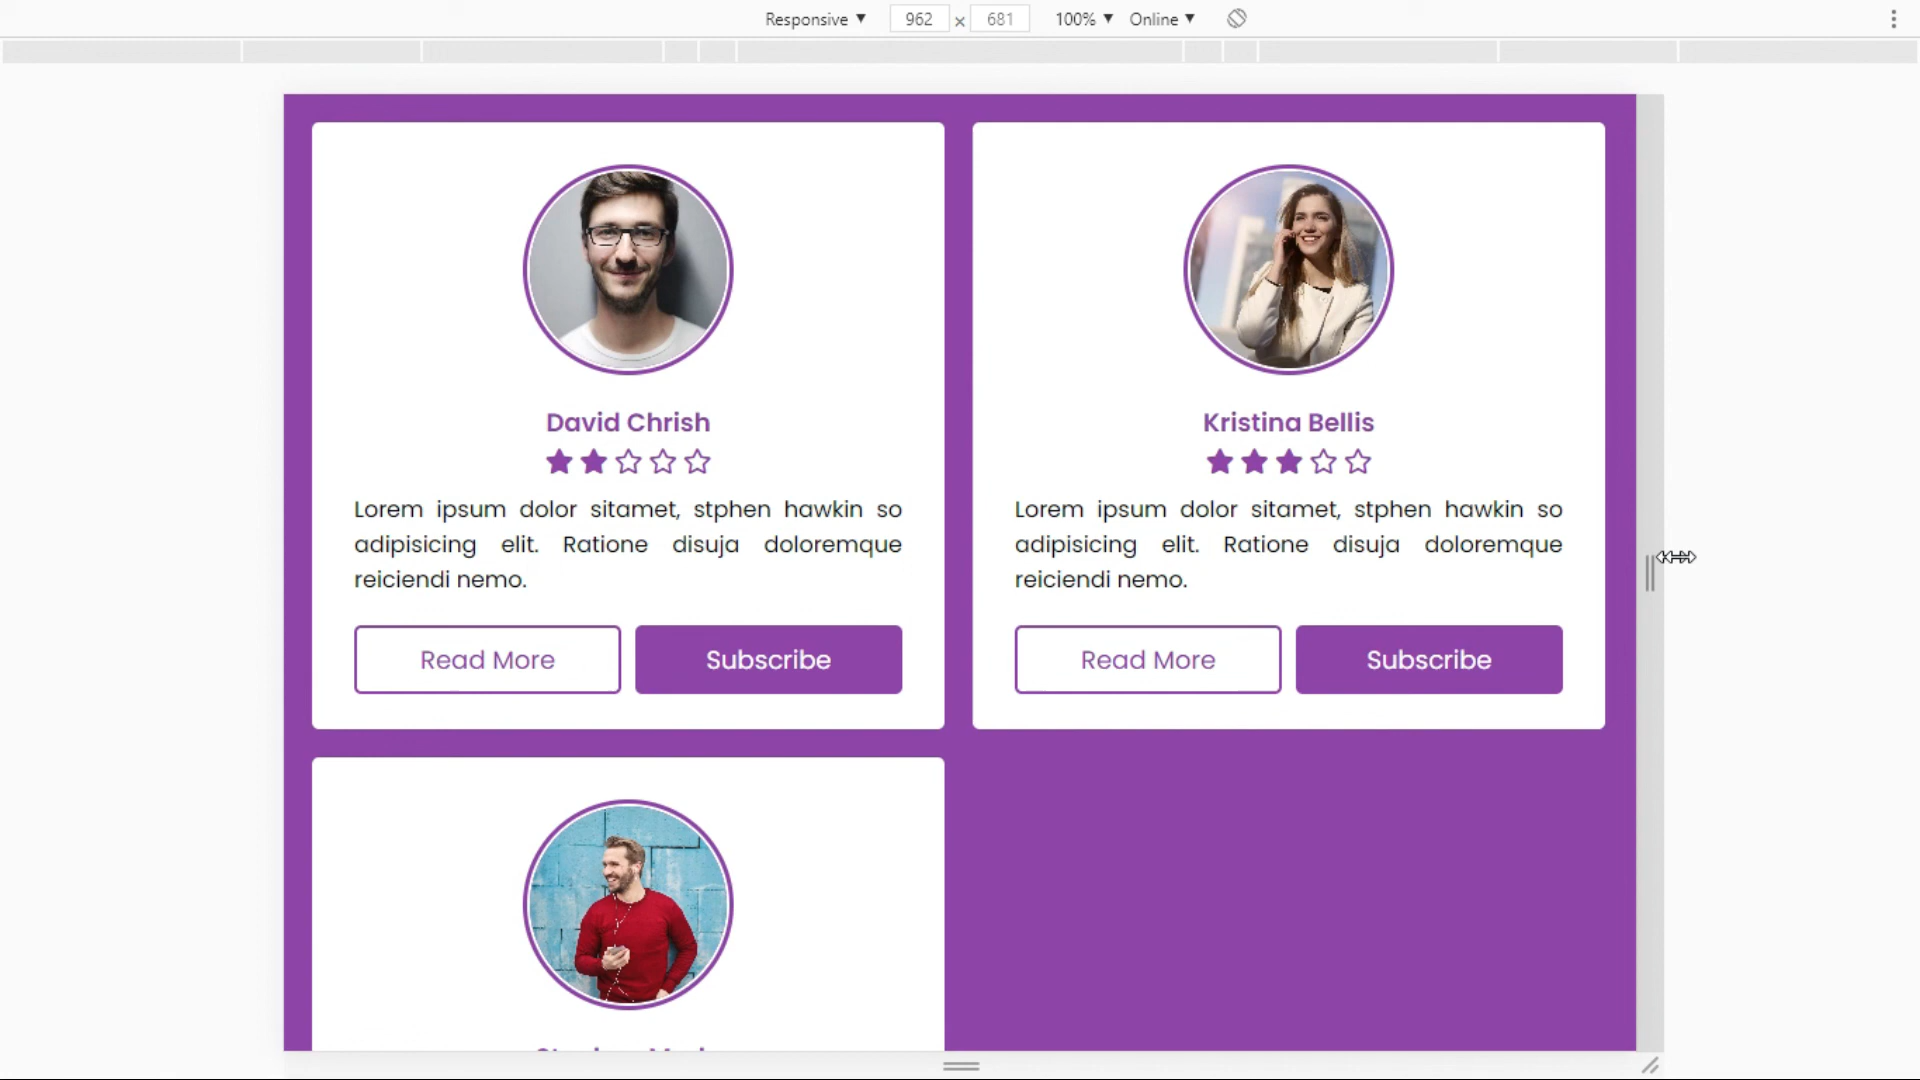 Responsive ▼ 962 x 681 100% ▼ Online ▼
David Chrish
Lorem ipsum dolor sitamet, stphen hawkin so
adipisicing elit. Ratione disuja doloremque
reiciendi nemo.
Read More
Subscribe
Kristina Bellis
Lorem ipsum dolor sitamet, stphen hawkin so
adipisicing elit. Ratione disuja doloremque
reiciendi nemo.
Read More
Subscribe